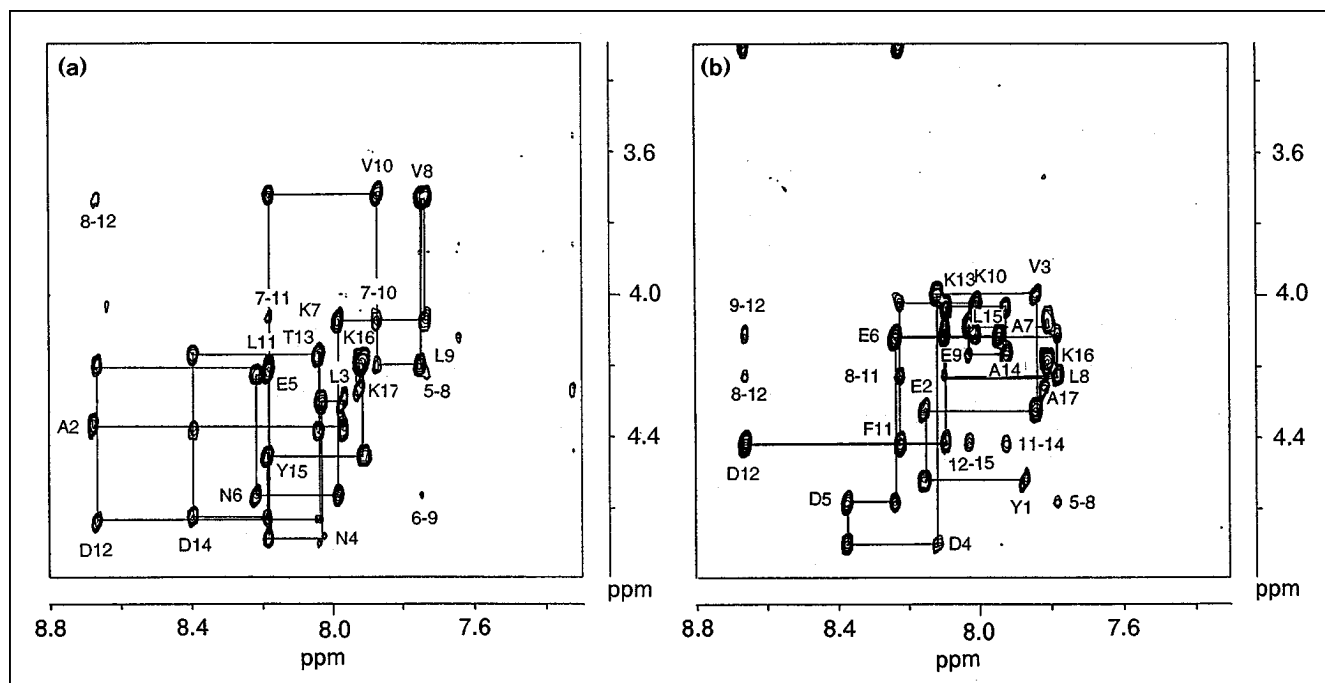 (a)
V10 V8
3.6
8-12
7-11 K7 7-10
4.0
L11 T13 K16
L9
E5 L3 K17 5-8
A2
4.4
Y15
N6
6-9
D12 D14 N4
ppm
8.8 8.4 8.0 7.6
ppm
(b)
3.6
K13 K10 V3
4.0
9-12
L15 A7
E6
E9 K16
A14
8-12 8-11 L8
E2 A17
4.4
F11
D12 12-15 11-14
D5 Y1 5-8
D4
ppm
8.8 8.4 8.0 7.6
ppm